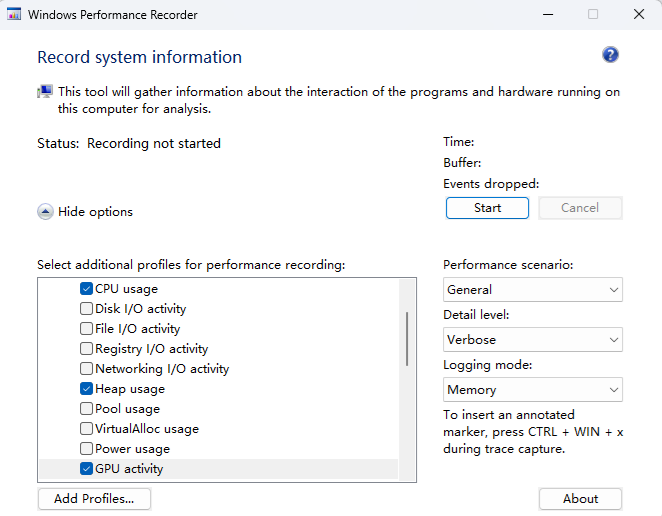 Windows Performance Recorder
Record system information
This tool will gather information about the interaction of the programs and hardware running on
this computer for analysis.
Status: Recording not started
Time:
Buffer:
Events dropped:
Hide options
Start
Cancel
Select additional profiles for performance recording:
CPU usage
Disk I/O activity
File I/O activity
Registry I/O activity
Networking I/O activity
Heap usage
Pool usage
VirtualAlloc usage
Power usage
GPU activity
Performance scenario:
General
Detail level:
Verbose
Logging mode:
Memory
To insert an annotated
marker, press CTRL + WIN + x
during trace capture.
Add Profiles...
About